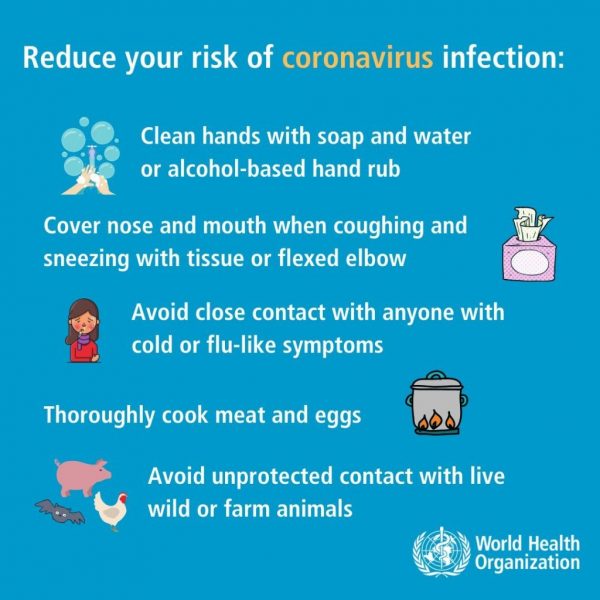 Reduce your risk of coronavirus infection:
Clean hands with soap and water
or alcohol-based hand rub
Cover nose and mouth when coughing and
sneezing with tissue or flexed elbow
Avoid close contact with anyone with
cold or flu-like symptoms
Thoroughly cook meat and eggs
Avoid unprotected contact with live
wild or farm animals
World Health
Organization